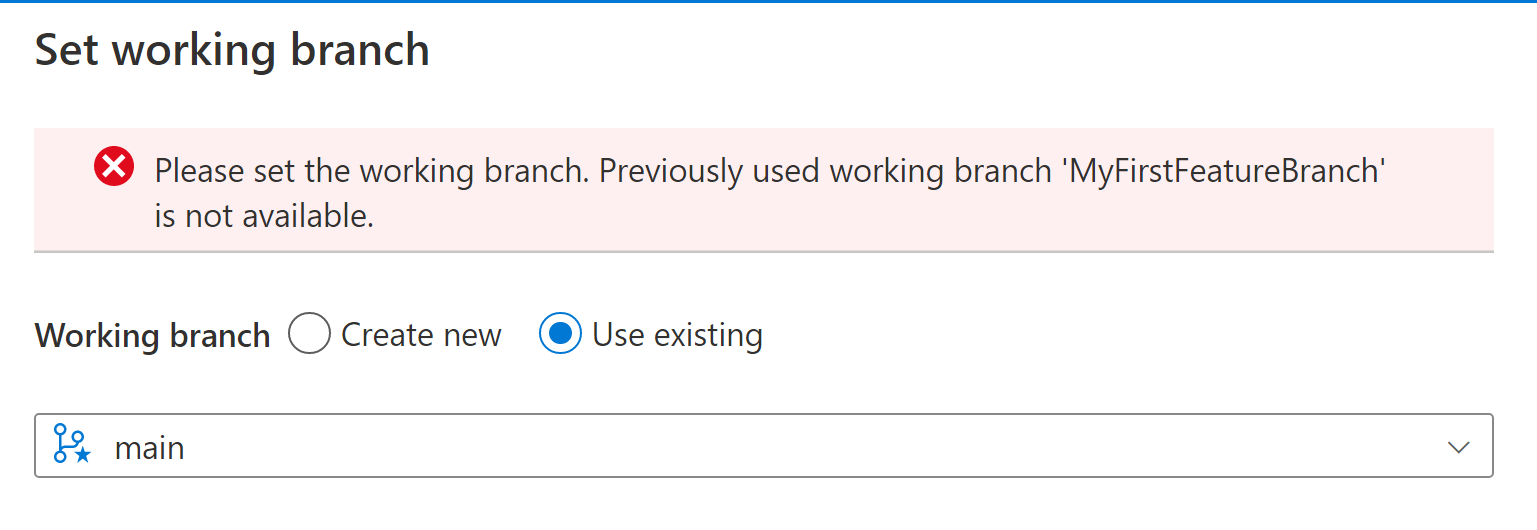 Set working branch
Please set the working branch. Previously used working branch 'MyFirstFeatureBranch'
is not available.
Working branch Create new Use existing
main